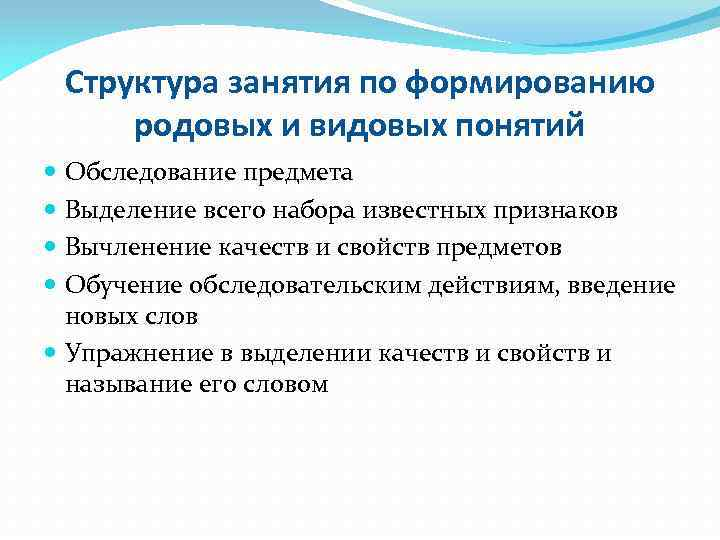 Структура занятия по формированию
родовых и видовых понятий
Обследование предмета
Выделение всего набора известных признаков
Вычленение качеств и свойств предметов
Обучение обследовательским действиям, введение
новых слов
Упражнение в выделении качеств и свойств и
называние его словом